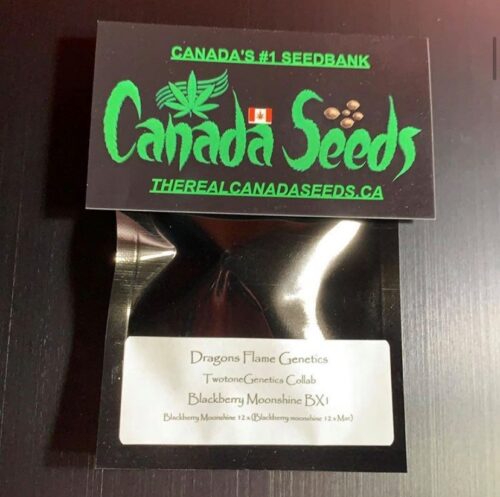 CANADA'S #1 SEEDBANK
Canada Seeds
THEREALCANADASEEDS.CA
Dragons Flame Genetics
TwotoneGenetics Collab
Blackberry Moonshine BX1
Blackberry Moonshine 12 x (Blackberry moonshine 12 x Mac)